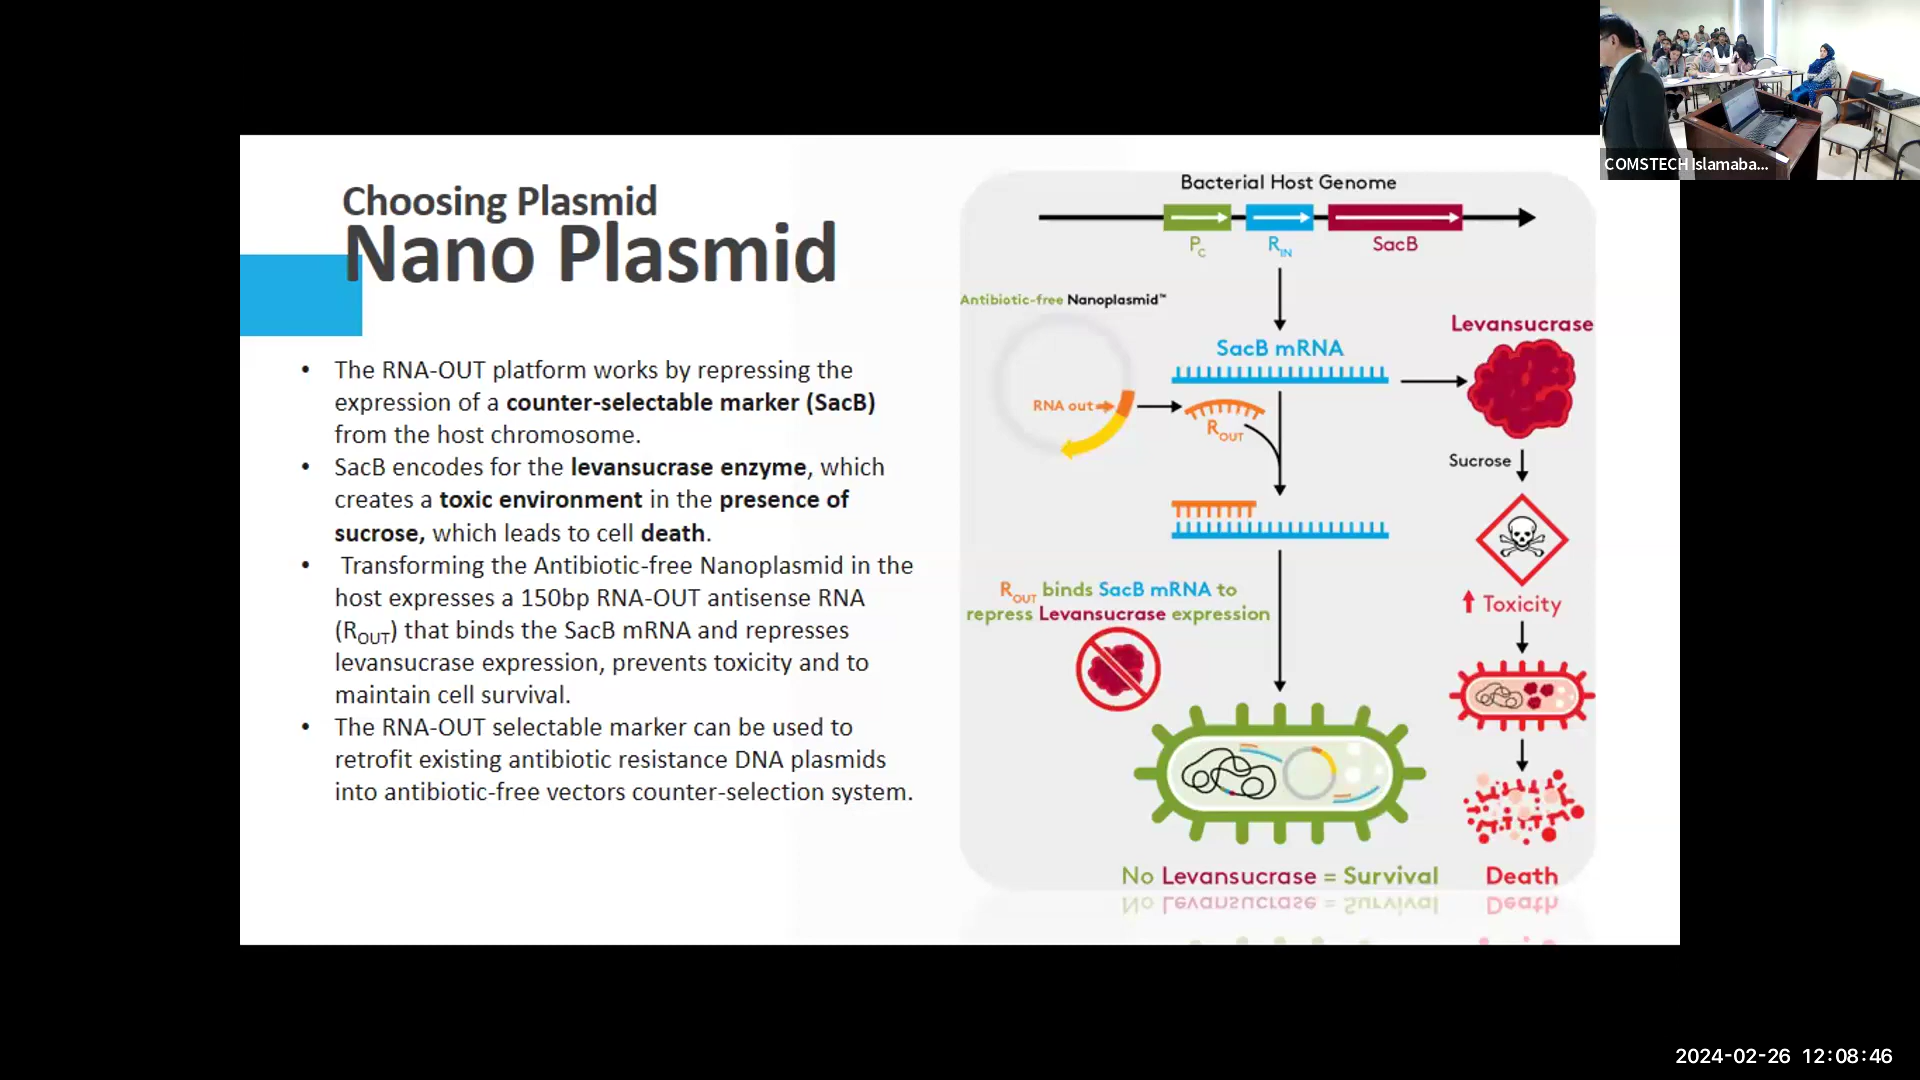 COMSTECH Islamaba...
Choosing Plasmid
Nano Plasmid
• The RNA-OUT platform works by repressing the
expression of a counter-selectable marker (SacB)
from the host chromosome.
• SacB encodes for the levansucrase enzyme, which
creates a toxic environment in the presence of
sucrose, which leads to cell death.
• Transforming the Antibiotic-free Nanoplasmid in the
host expresses a 150bp RNA-OUT antisense RNA
(ROUT) that binds the SacB mRNA and represses
levansucrase expression, prevents toxicity and to
maintain cell survival.
• The RNA-OUT selectable marker can be used to
retrofit existing antibiotic resistance DNA plasmids
into antibiotic-free vectors counter-selection system.
Bacterial Host Genome
PC
RIN
SacB
Antibiotic-free Nanoplasmid™
Levansucrase
SacB mRNA
RNA out
ROUT
Sucrose
ROUT binds SacB mRNA to
repress Levansucrase expression
Toxicity
No Levansucrase = Survival
Death
2024-02-26 12:08:46